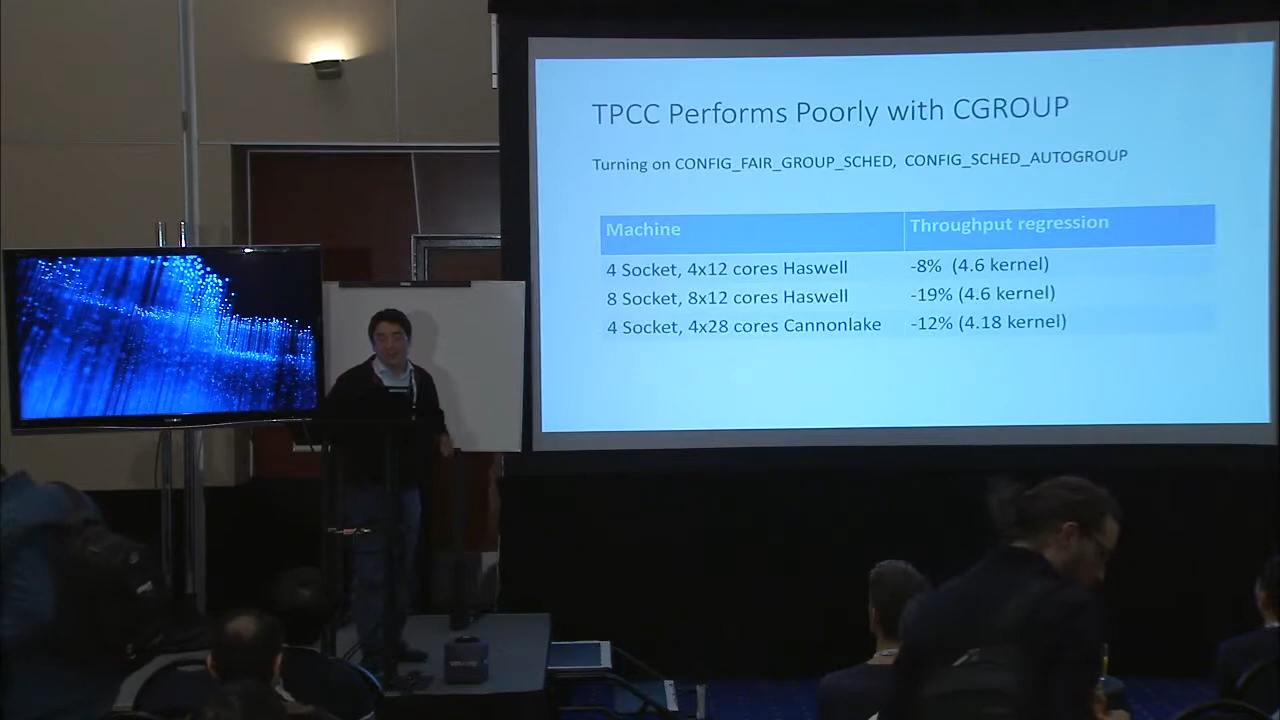 TPCC Performs Poorly with CGROUP
Turning on CONFIG_FAIR_GROUP_SCHED, CONFIG_SCHED_AUTOGROUP
Machine Throughput regression
4 Socket, 4x12 cores Haswell -8% (4.6 kernel)
8 Socket, 8x12 cores Haswell -19% (4.6 kernel)
4 Socket, 4x28 cores Cannonlake -12% (4.18 kernel)